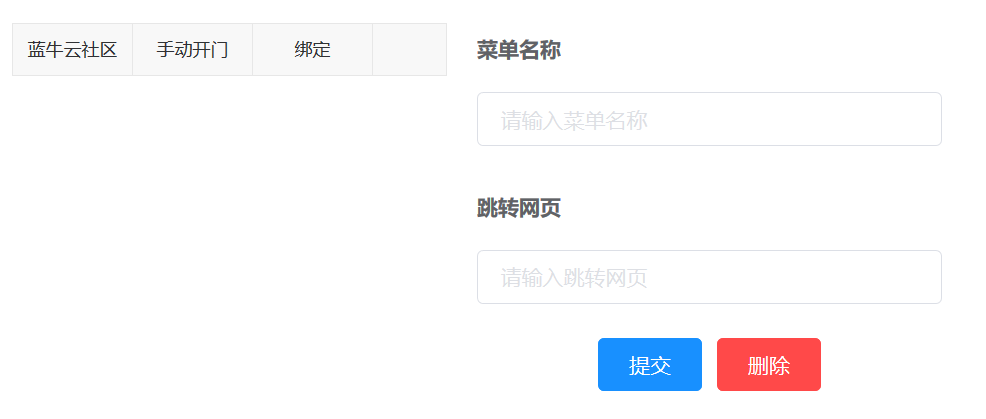 蓝牛云社区 手动开门 绑定
菜单名称
请输入菜单名称
跳转网页
请输入跳转网页
提交 删除